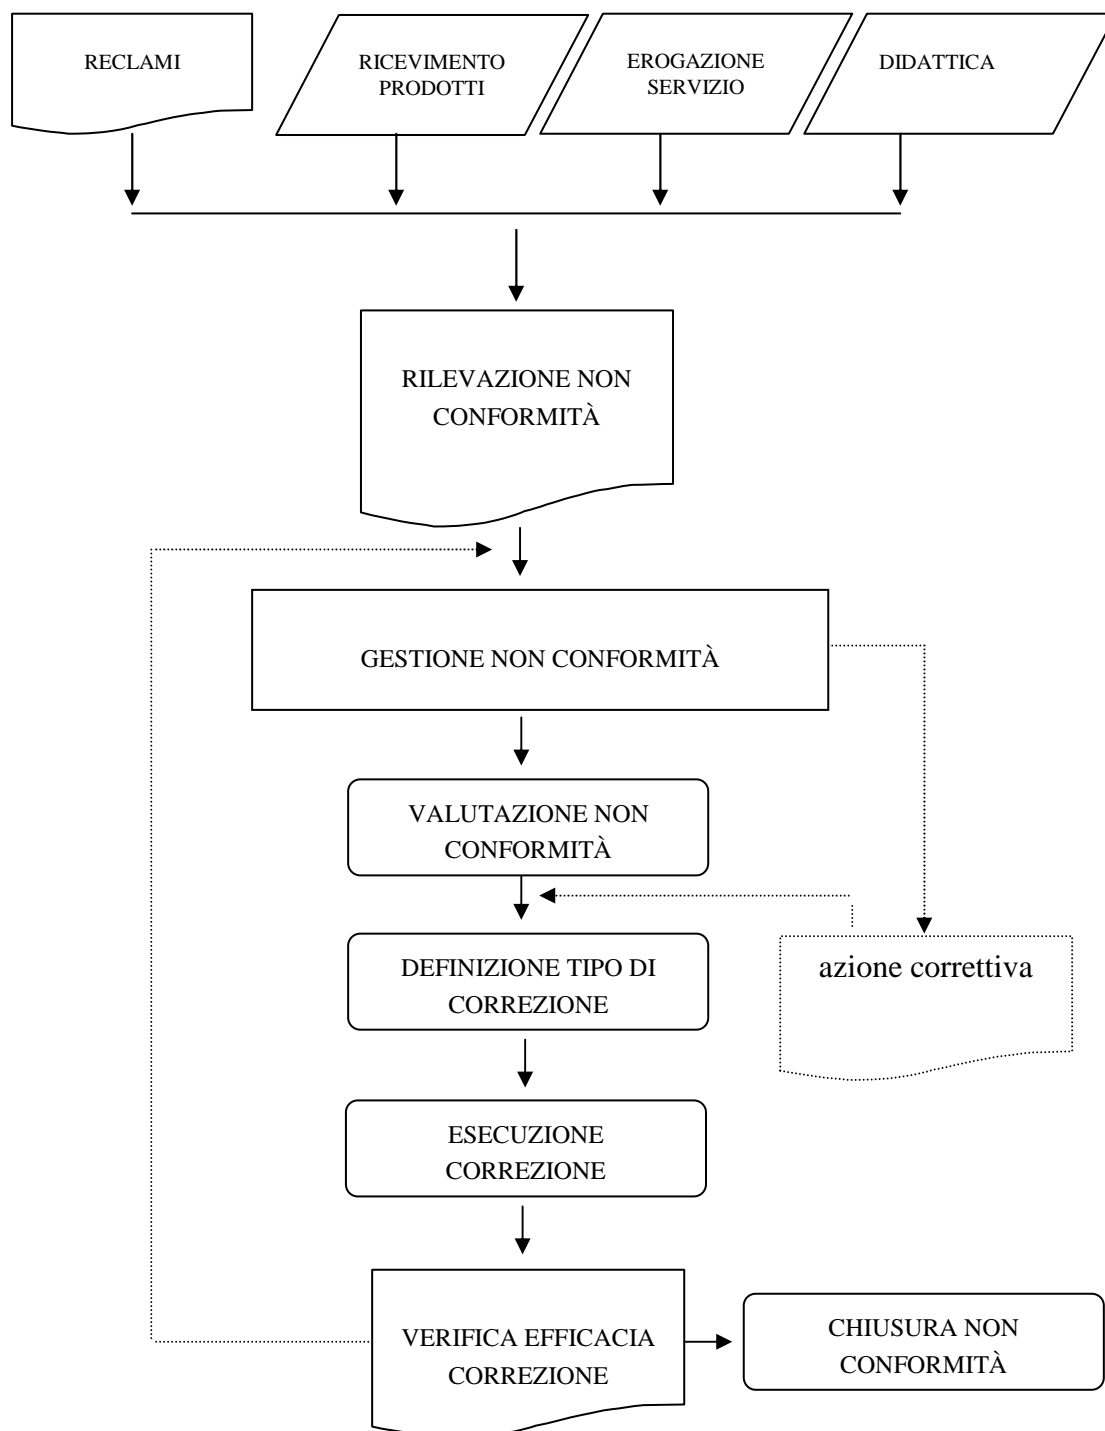 RECLAMI
RICEVIMENTO
PRODOTTI
EROGAZIONE
SERVIZIO
DIDATTICA
RILEVAZIONE NON
CONFORMITÀ
GESTIONE NON CONFORMITÀ
VALUTAZIONE NON
CONFORMITÀ
DEFINIZIONE TIPO DI
CORREZIONE
azione correttiva
ESECUZIONE
CORREZIONE
VERIFICA EFFICACIA
CORREZIONE
CHIUSURA NON
CONFORMITÀ